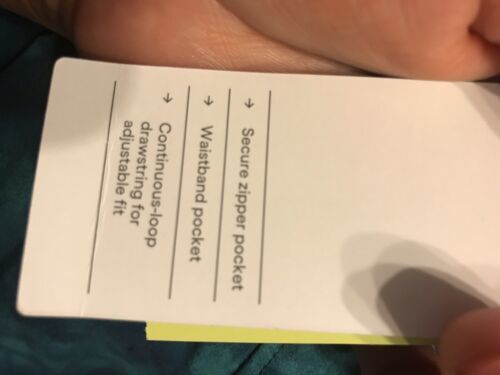 → Secure zipper pocket
→ Waistband pocket
→ Continuous-loop
drawstring for
adjustable fit